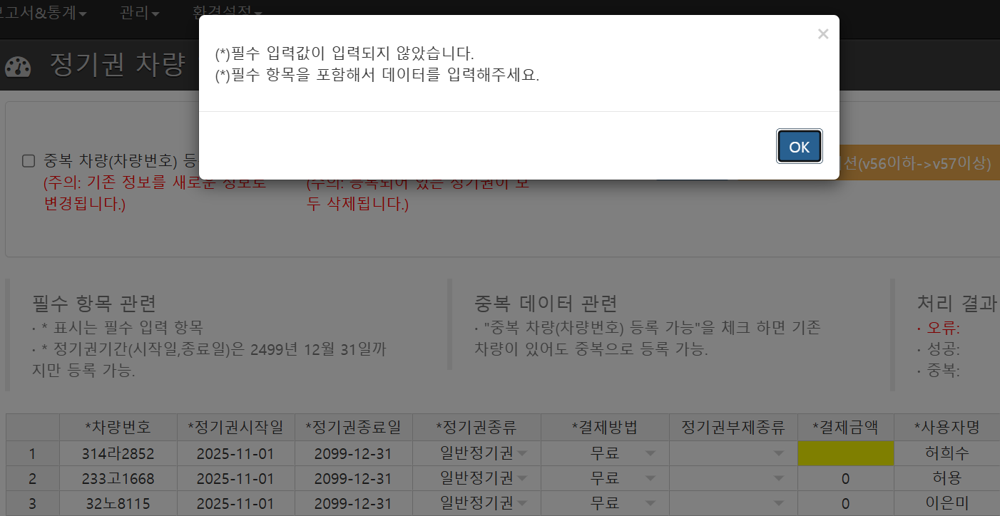 보고서&통계 관리 환경설정
정기권 차량
×
(*)필수 입력값이 입력되지 않았습니다.
(*)필수 항목을 포함해서 데이터를 입력해주세요.
OK
중복 차량(차량번호) 등
(주의: 기존 정보를 새로운 정보로
변경됩니다.)
(주의: 등록되어 있는 정기권이 모
두 삭제됩니다.)
션(v56이하->v57이상)
필수 항목 관련
· * 표시는 필수 입력 항목
· * 정기권기간(시작일,종료일)은 2499년 12월 31일까
지만 등록 가능.
중복 데이터 관련
· "중복 차량(차량번호) 등록 가능"을 체크 하면 기존
차량이 있어도 중복으로 등록 가능.
처리 결과
· 오류:
· 성공:
· 중복:
*차량번호 *정기권시작일 *정기권종료일 *정기권종류 *결제방법 정기권부제종류 *결제금액 *사용자명
1 314라2852 2025-11-01 2099-12-31 일반정기권 무료 허희수
2 233고1668 2025-11-01 2099-12-31 일반정기권 무료 0 허용
3 32노8115 2025-11-01 2099-12-31 일반정기권 무료 0 이은미